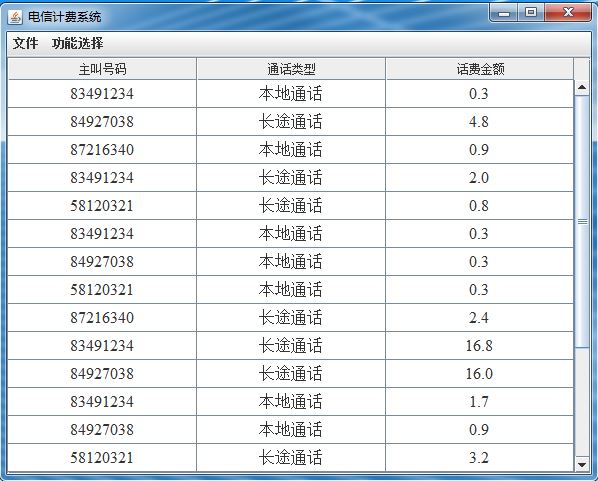 电信计费系统
文件 功能选择
主叫号码 通话类型 话费金额
83491234 本地通话 0.3
84927038 长途通话 4.8
87216340 本地通话 0.9
83491234 长途通话 2.0
58120321 长途通话 0.8
83491234 本地通话 0.3
84927038 本地通话 0.3
58120321 本地通话 0.3
87216340 长途通话 2.4
83491234 长途通话 16.8
84927038 长途通话 16.0
83491234 本地通话 1.7
84927038 本地通话 0.9
58120321 长途通话 3.2